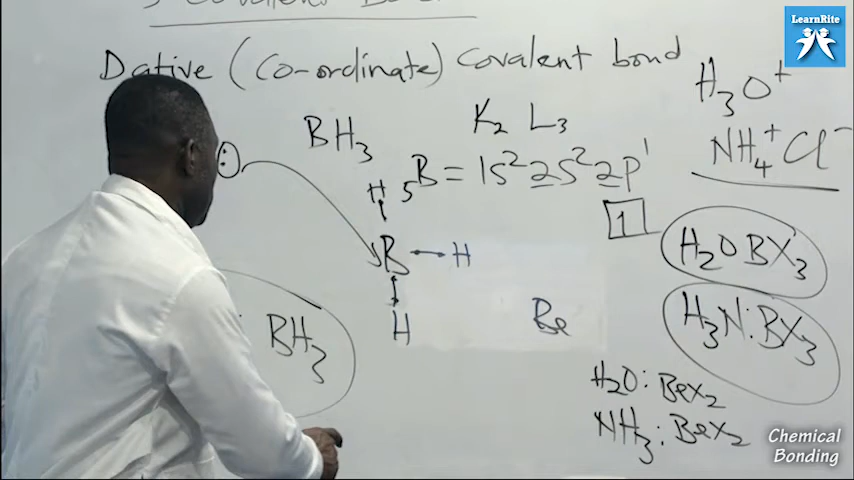 LearnRite
Dative (Co-ordinate) Covalent bond
H₃O⁺
BH₃
K₂ L₃
NH₄⁺ Cl⁻
₅B = 1s² 2s² 2p¹
1
H
B H
H
H₂O BX₃
H₃N: BX₃
Be
BH₃
H₂O: BeX₂
NH₃: BeX₂
Chemical
Bonding